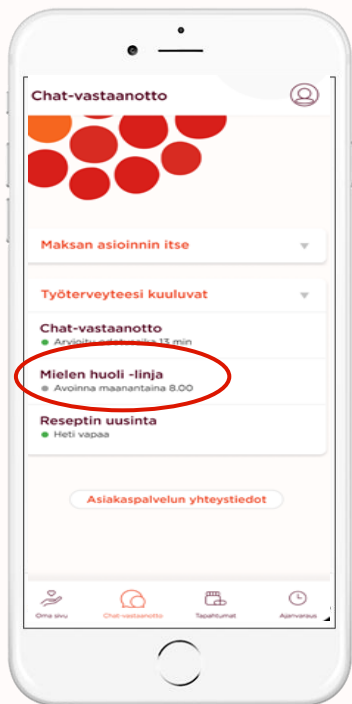 Chat-vastaanotto
Maksan asioinnin itse
Työterveyteesi kuuluvat
Chat-vastaanotto
Arvioitu odotusaika 13 min
Mielen huoli -linja
Avoinna maanantaina 8.00
Reseptin uusinta
Heti vapaa
Asiakaspalvelun yhteystiedot
Oma sivu
Chat-vastaanotto
Tapahtumat
Ajanvaraus